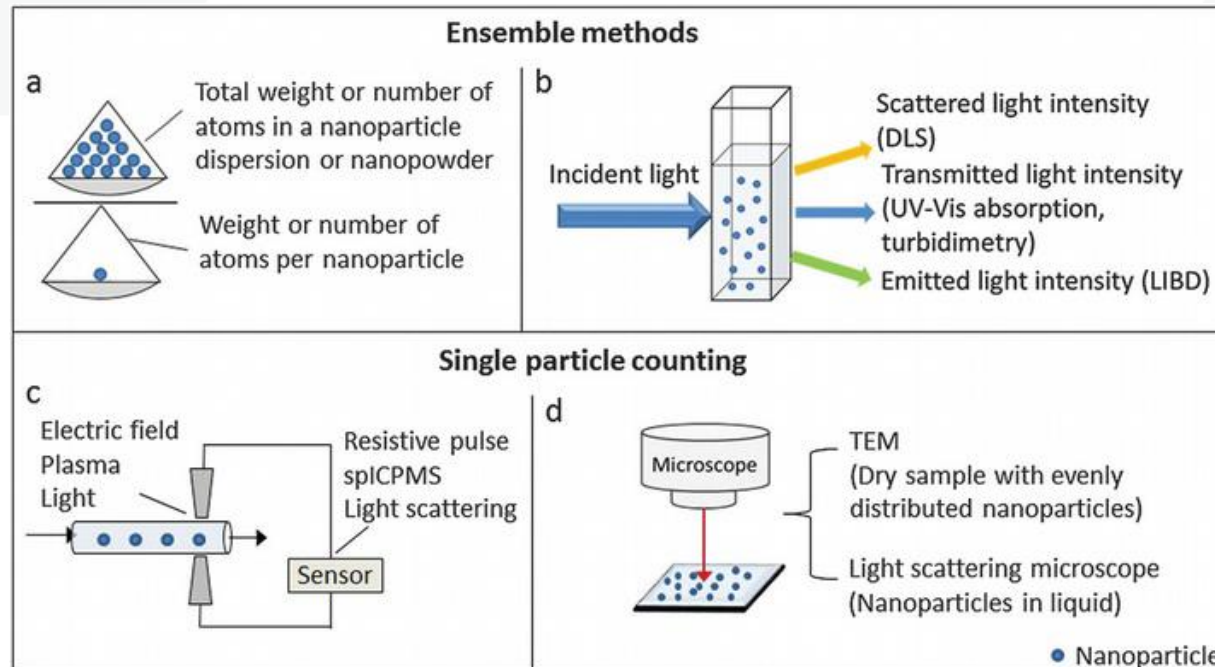 Ensemble methods
a
Total weight or number of
atoms in a nanoparticle
dispersion or nanopowder
Weight or number of
atoms per nanoparticle
b
Incident light
Scattered light intensity
(DLS)
Transmitted light intensity
(UV-Vis absorption,
turbidimetry)
Emitted light intensity (LIBD)
Single particle counting
c
Electric field
Plasma
Light
Resistive pulse
spICPMS
Light scattering
Sensor
d
Microscope
TEM
(Dry sample with evenly
distributed nanoparticles)
Light scattering microscope
(Nanoparticles in liquid)
Nanoparticle